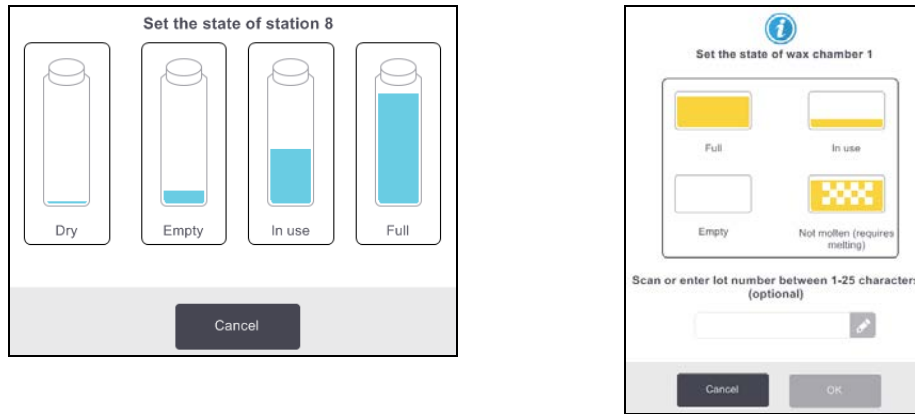 Set the state of station 8
Dry
Empty
In use
Full
Cancel
Set the state of wax chamber 1
Full
In use
Empty
Not molten (requires
melting)
Scan or enter lot number between 1-25 characters
(optional)
Cancel
OK